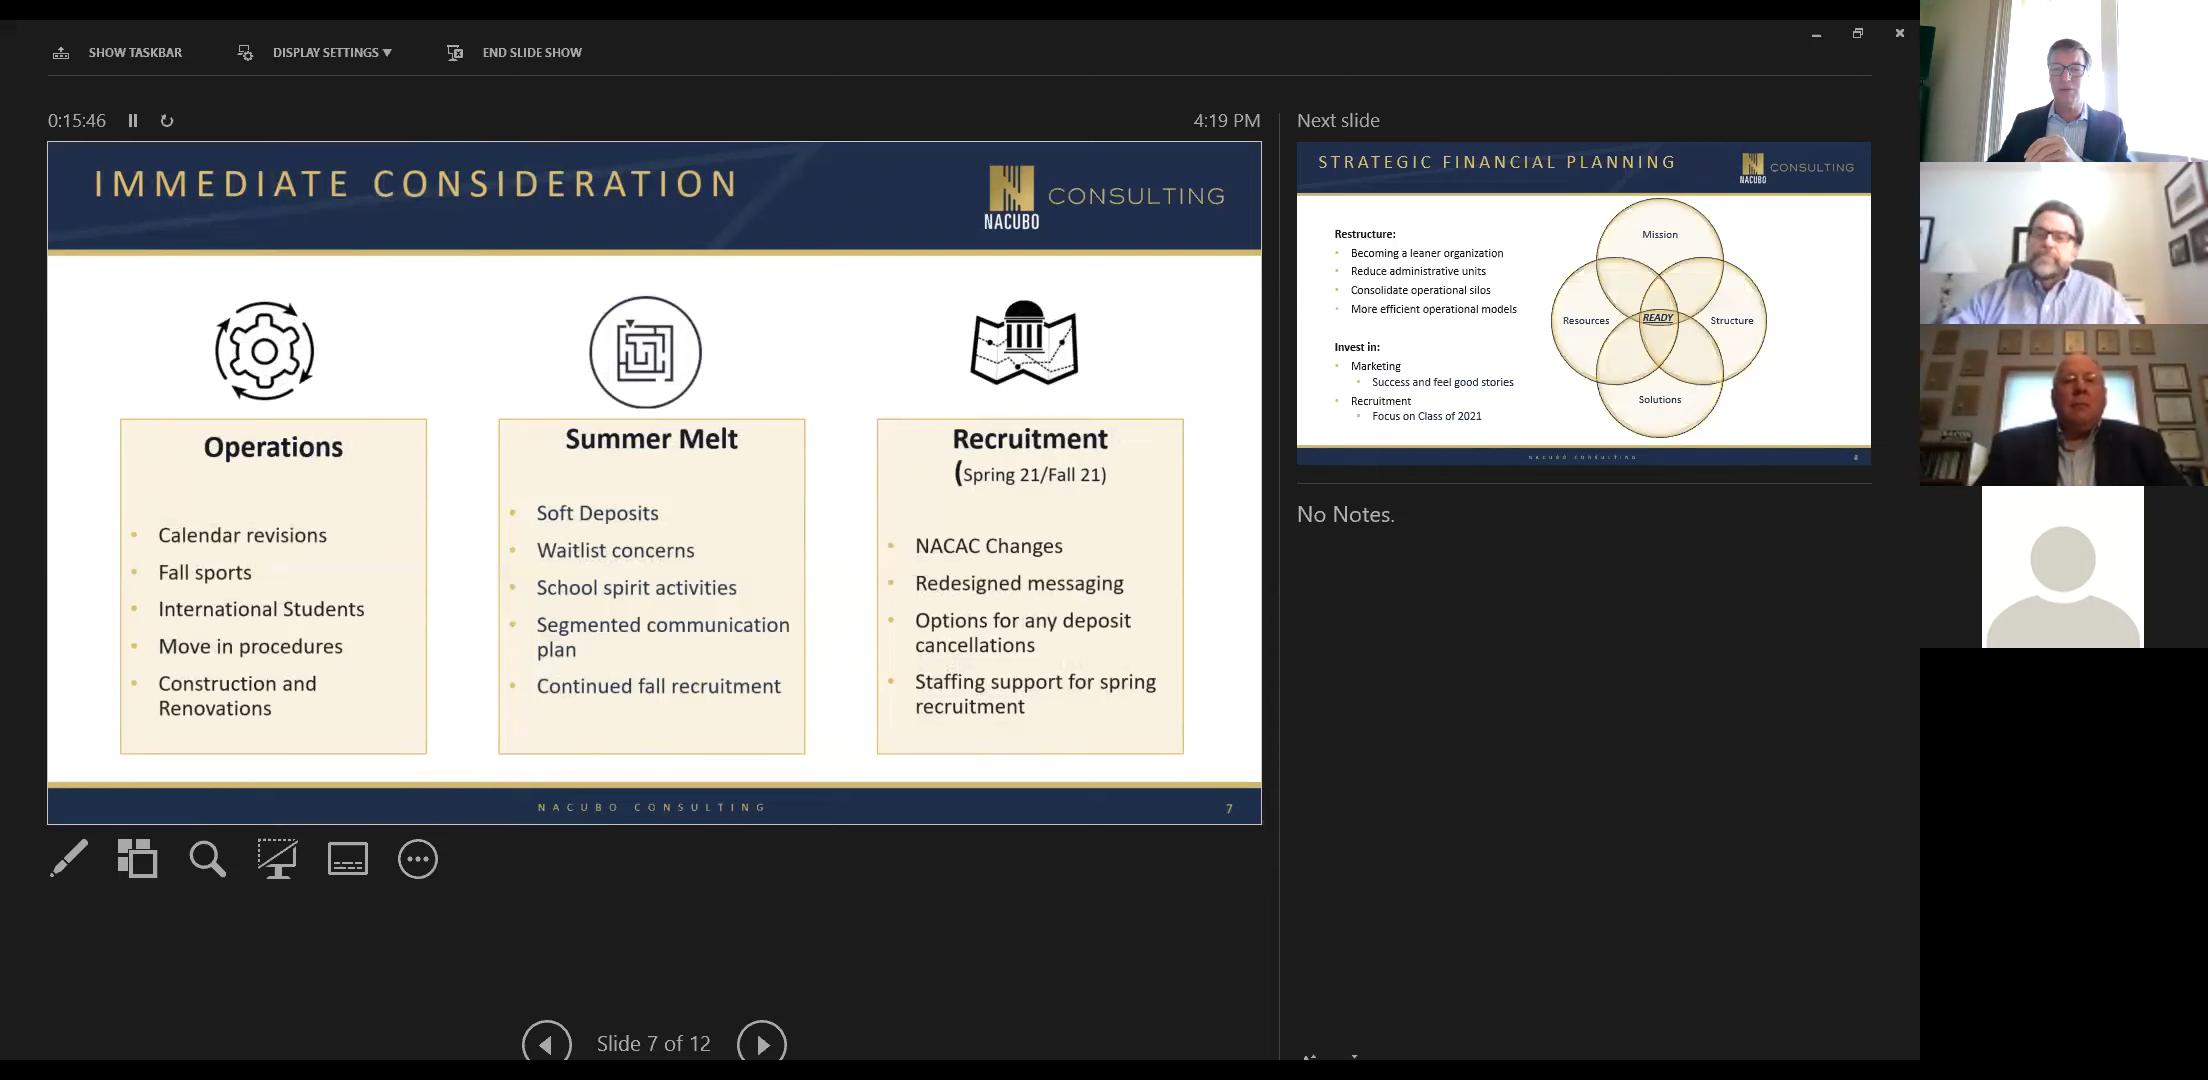 SHOW TASKBAR
DISPLAY SETTINGS ▼
END SLIDE SHOW
0:15:46
4:19 PM
IMMEDIATE CONSIDERATION
NACUBO
CONSULTING
Operations
• Calendar revisions
• Fall sports
• International Students
• Move in procedures
• Construction and
Renovations
Summer Melt
• Soft Deposits
• Waitlist concerns
• School spirit activities
• Segmented communication
plan
• Continued fall recruitment
Recruitment
(Spring 21/Fall 21)
• NACAC Changes
• Redesigned messaging
• Options for any deposit
cancellations
• Staffing support for spring
recruitment
NACUBO CONSULTING
7
Slide 7 of 12
Next slide
STRATEGIC FINANCIAL PLANNING
NACUBO
CONSULTING
Restructure:
• Becoming a leaner organization
• Reduce administrative units
• Consolidate operational silos
• More efficient operational models
Invest in:
• Marketing
• Success and feel good stories
• Recruitment
• Focus on Class of 2021
Mission
Resources
READY
Structure
Solutions
NACUBO CONSULTING
8
No Notes.